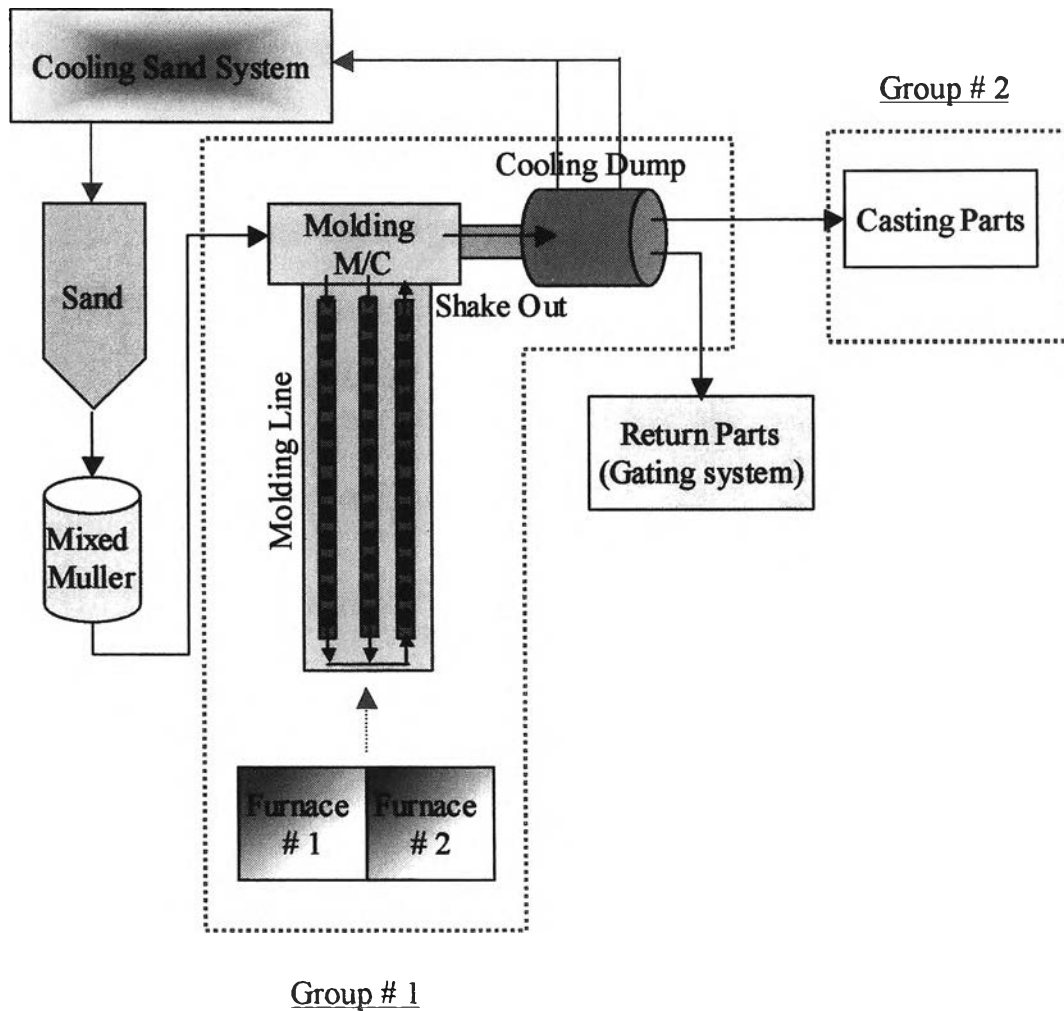 Cooling Sand System
Group # 2
Cooling Dump
Casting Parts
Molding
M/C
Sand
Shake Out
Molding Line
Return Parts
(Gating system)
Mixed
Muller
Furnace
# 1
Furnace
# 2
Group # 1